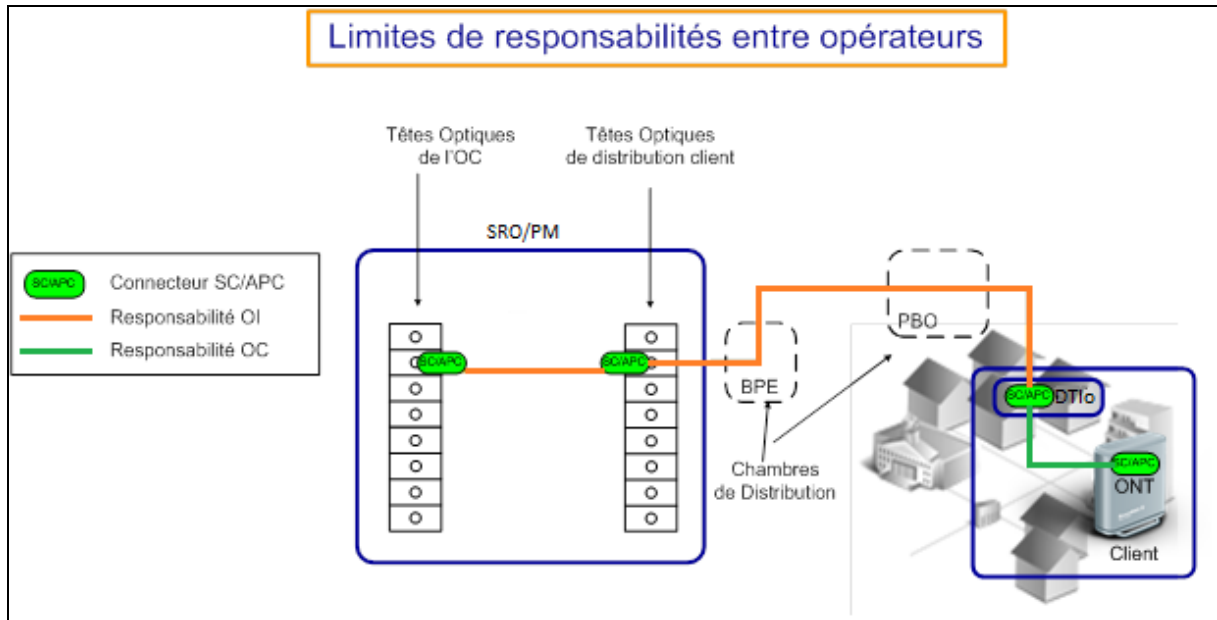 Limites de responsabilités entre opérateurs
Têtes Optiques
de l'OC
Têtes Optiques
de distribution client
SRO/PM
SC/APC
Connecteur SC/APC
Responsabilité OI
Responsabilité OC
SC/APC
SC/APC
BPE
PBO
Chambres
de Distribution
SC/APC
DTIo
SC/APC
ONT
Client